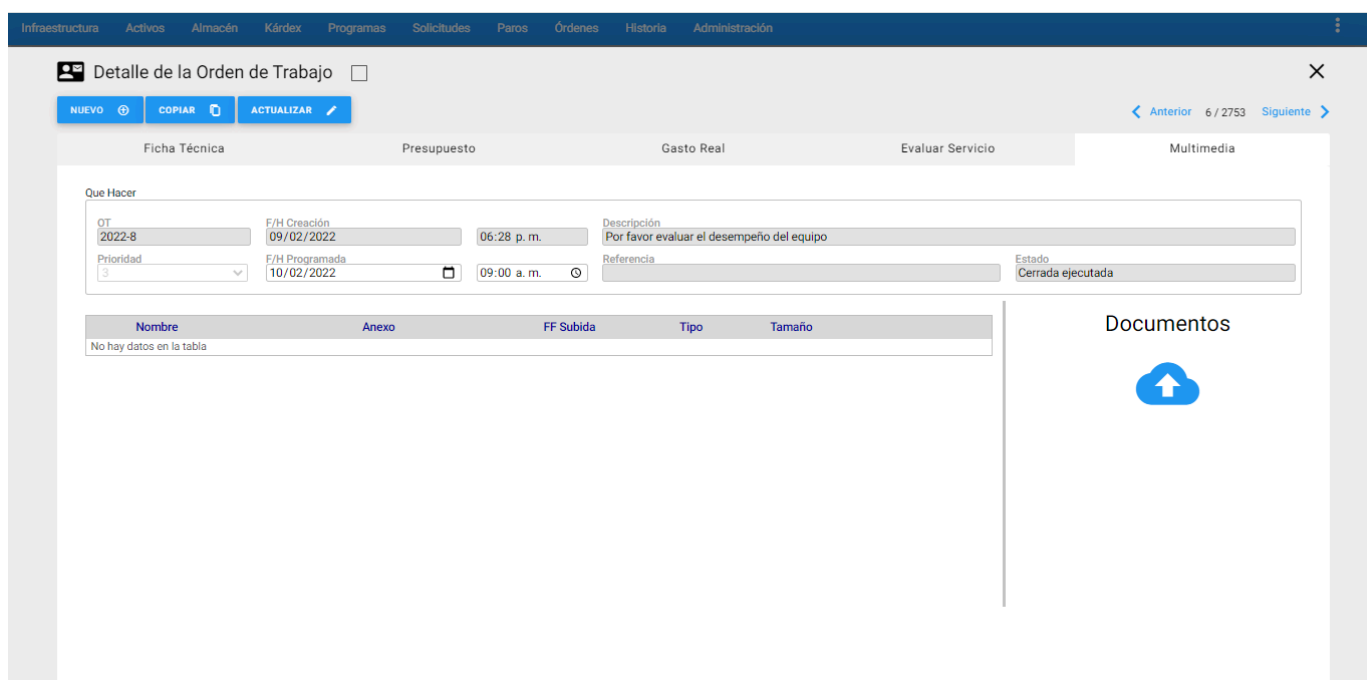 Infraestructura Activos Almacén Kárdex Programas Solicitudes Paros Órdenes Historia Administración
Detalle de la Orden de Trabajo
NUEVO COPIAR ACTUALIZAR Anterior 6 / 2753 Siguiente
Ficha Técnica Presupuesto Gasto Real Evaluar Servicio Multimedia
Que Hacer
OT F/H Creación Descripción
2022-8 09/02/2022 06:28 p. m. Por favor evaluar el desempeño del equipo
Prioridad F/H Programada Referencia Estado
3 10/02/2022 09:00 a. m. Cerrada ejecutada
Nombre Anexo FF Subida Tipo Tamaño
No hay datos en la tabla
Documentos